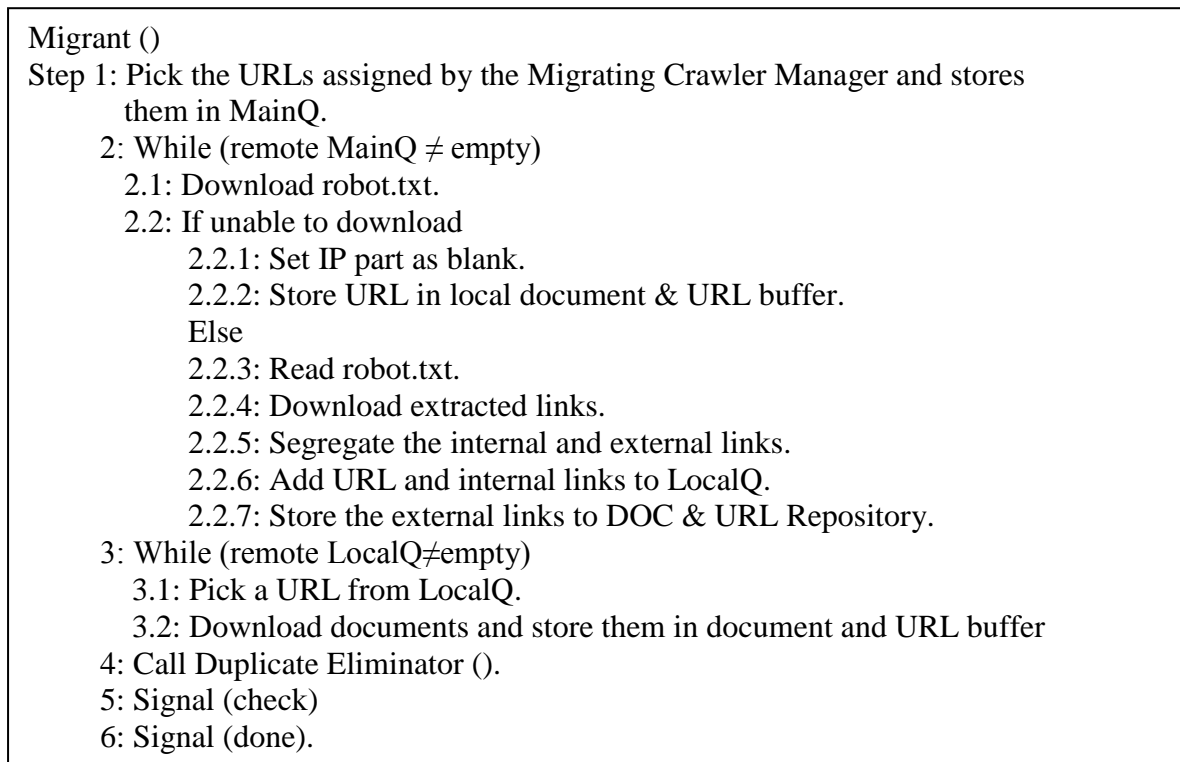 Migrant ()
Step 1: Pick the URLs assigned by the Migrating Crawler Manager and stores
them in MainQ.
2: While (remote MainQ ≠ empty)
2.1: Download robot.txt.
2.2: If unable to download
2.2.1: Set IP part as blank.
2.2.2: Store URL in local document & URL buffer.
Else
2.2.3: Read robot.txt.
2.2.4: Download extracted links.
2.2.5: Segregate the internal and external links.
2.2.6: Add URL and internal links to LocalQ.
2.2.7: Store the external links to DOC & URL Repository.
3: While (remote LocalQ≠empty)
3.1: Pick a URL from LocalQ.
3.2: Download documents and store them in document and URL buffer
4: Call Duplicate Eliminator ().
5: Signal (check)
6: Signal (done).